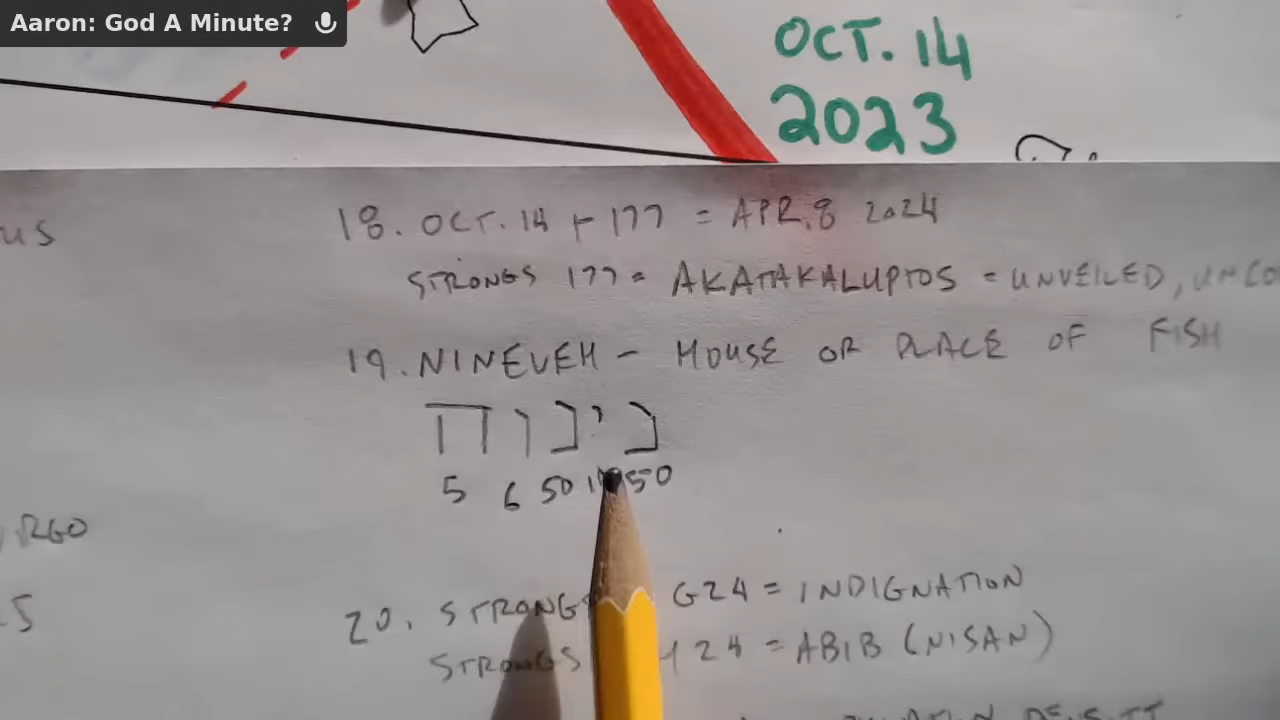 Aaron: God A Minute?
OCT. 14
2023
US
18. OCT. 14 + 177 = APR. 8 2024
STRONGS 177 = AKATAKALUPTOS = UNVEILED, UNCO
19. NINEVEH - HOUSE OR PLACE OF FISH
נינוה
5 6 50 10 50
RGO
5
20. STRONGS G24 = INDIGNATION
STRONGS 24 = ABIB (NISAN)